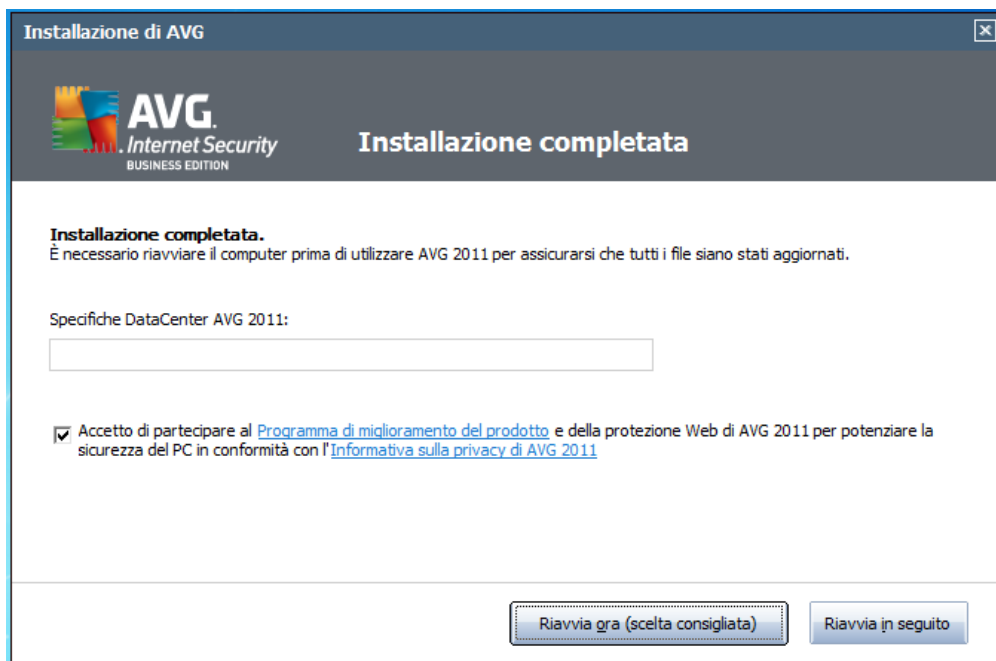 Installazione di AVG
AVG.
Internet Security
BUSINESS EDITION
Installazione completata
Installazione completata.
È necessario riavviare il computer prima di utilizzare AVG 2011 per assicurarsi che tutti i file siano stati aggiornati.
Specifiche DataCenter AVG 2011:
Accetto di partecipare al Programma di miglioramento del prodotto e della protezione Web di AVG 2011 per potenziare la
sicurezza del PC in conformità con l'Informativa sulla privacy di AVG 2011
Riavvia ora (scelta consigliata)
Riavvia in seguito